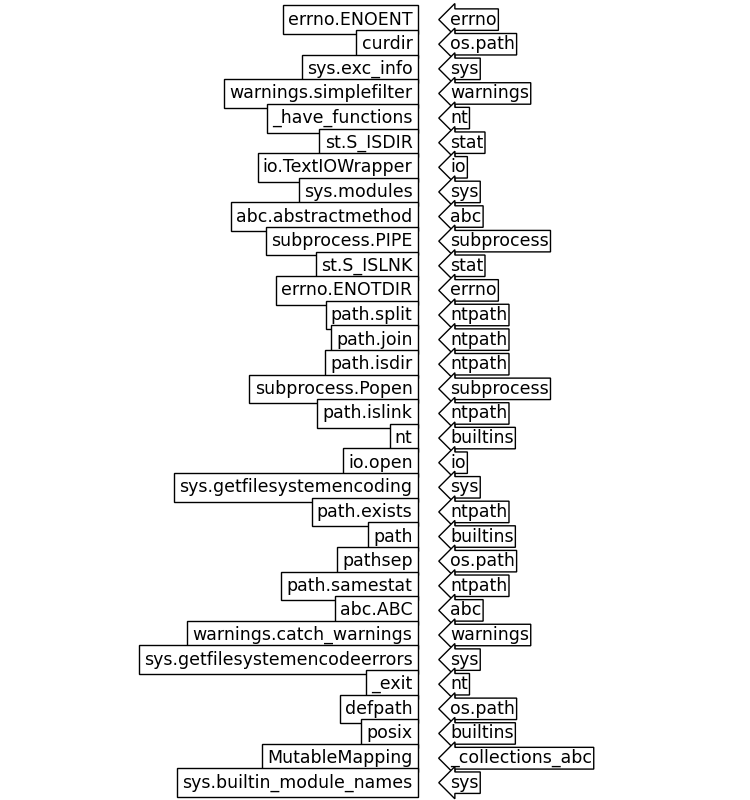 errno.ENOENT errno
curdir os.path
sys.exc_info sys
warnings.simplefilter warnings
_have_functions nt
st.S_ISDIR stat
io.TextIOWrapper io
sys.modules sys
abc.abstractmethod abc
subprocess.PIPE subprocess
st.S_ISLNK stat
errno.ENOTDIR errno
path.split ntpath
path.join ntpath
path.isdir ntpath
subprocess.Popen subprocess
path.islink ntpath
nt builtins
io.open io
sys.getfilesystemencoding sys
path.exists ntpath
path builtins
pathsep os.path
path.samestat ntpath
abc.ABC abc
warnings.catch_warnings warnings
sys.getfilesystemencodeerrors sys
_exit nt
defpath os.path
posix builtins
MutableMapping _collections_abc
sys.builtin_module_names sys